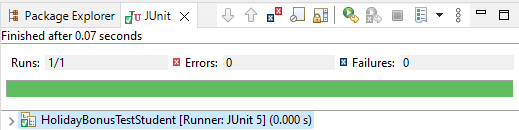 Package Explorer JUnit
Finished after 0.07 seconds
Runs: 1/1 Errors: 0 Failures: 0
HolidayBonusTestStudent [Runner: JUnit 5] (0.000 s)